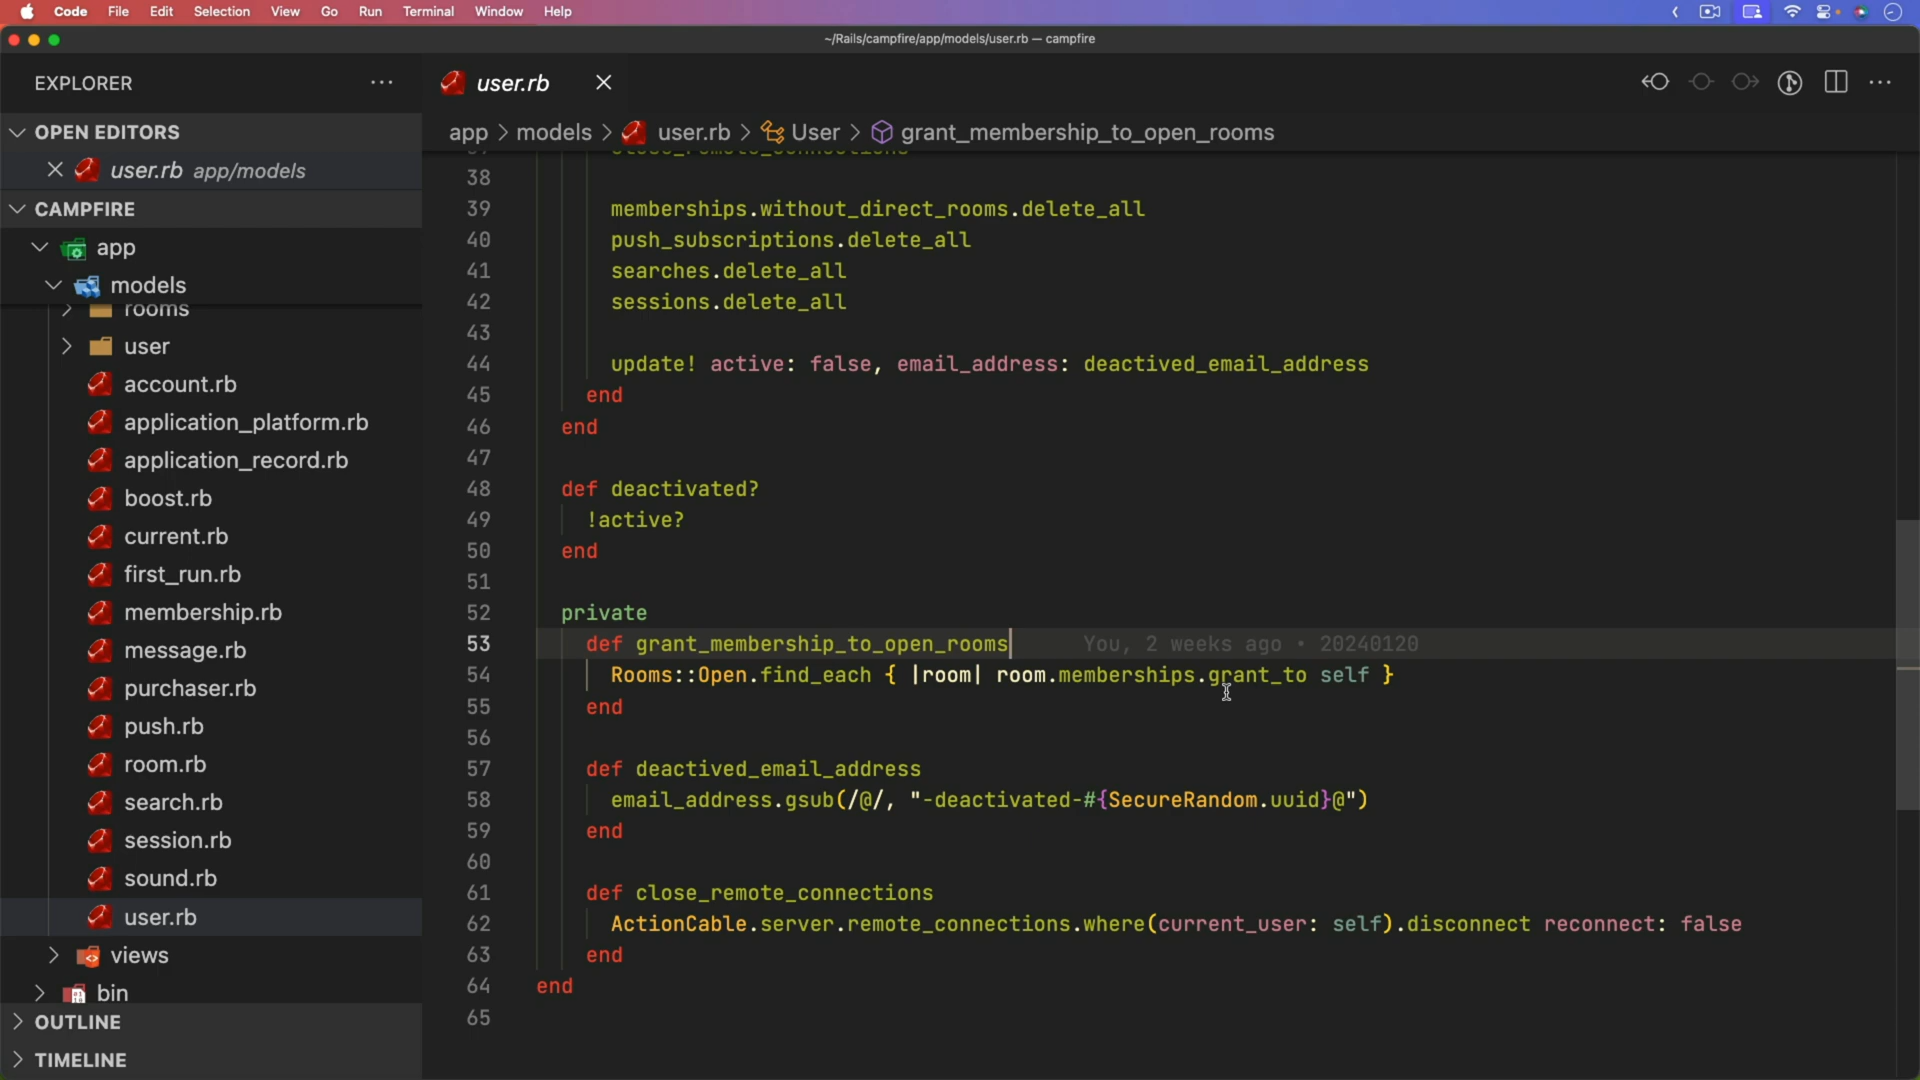 Code File Edit Selection View Go Run Terminal Window Help
~/Rails/campfire/app/models/user.rb — campfire
EXPLORER
user.rb
OPEN EDITORS
app > models > user.rb > User > grant_membership_to_open_rooms
user.rb app/models
CAMPFIRE
app
models
rooms
user
account.rb
application_platform.rb
application_record.rb
boost.rb
current.rb
first_run.rb
membership.rb
message.rb
purchaser.rb
push.rb
room.rb
search.rb
session.rb
sound.rb
user.rb
views
bin
OUTLINE
TIMELINE
38
39 memberships.without_direct_rooms.delete_all
40 push_subscriptions.delete_all
41 searches.delete_all
42 sessions.delete_all
43
44 update! active: false, email_address: deactived_email_address
45 end
46 end
47
48 def deactivated?
49 !active?
50 end
51
52 private
53 def grant_membership_to_open_rooms You, 2 weeks ago • 20240120
54 Rooms::Open.find_each { |room| room.memberships.grant_to self }
55 end
56
57 def deactived_email_address
58 email_address.gsub(/@/, "-deactivated-#{SecureRandom.uuid}@")
59 end
60
61 def close_remote_connections
62 ActionCable.server.remote_connections.where(current_user: self).disconnect reconnect: false
63 end
64 end
65